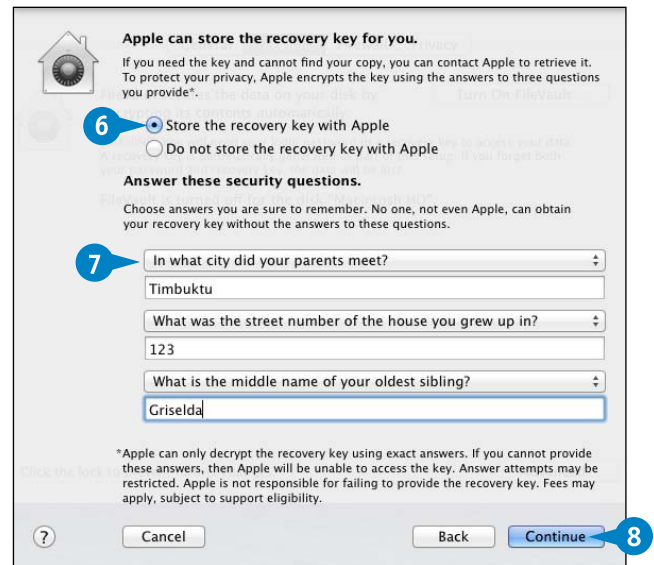 Apple can store the recovery key for you.
If you need the key and cannot find your copy, you can contact Apple to retrieve it.
To protect your privacy, Apple encrypts the key using the answers to three questions
you provide*.
6
Store the recovery key with Apple
Do not store the recovery key with Apple
Answer these security questions.
Choose answers you are sure to remember. No one, not even Apple, can obtain
your recovery key without the answers to these questions.
7
In what city did your parents meet?
Timbuktu
What was the street number of the house you grew up in?
123
What is the middle name of your oldest sibling?
Griselda
*Apple can only decrypt the recovery key using exact answers. If you cannot provide
these answers, then Apple will be unable to access the key. Answer attempts may be
restricted. Apple is not responsible for failing to provide the recovery key. Fees may
apply, subject to support eligibility.
?
Cancel
Back
Continue
8